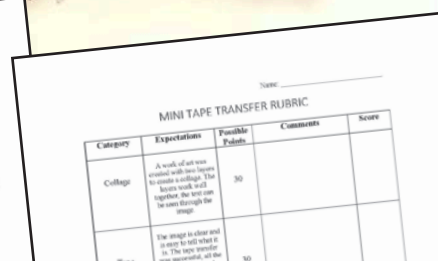 Name
MINI TAPE TRANSFER RUBRIC
Category Expectations Possible Points Comments Score
Collage
A work of art was
created with two layers
to create a collage. The
layers work well
together, the text can
be seen through the
image.
30
The image is clear and
is easy to tell what it
is. The tape transfer
was successful, all the
30